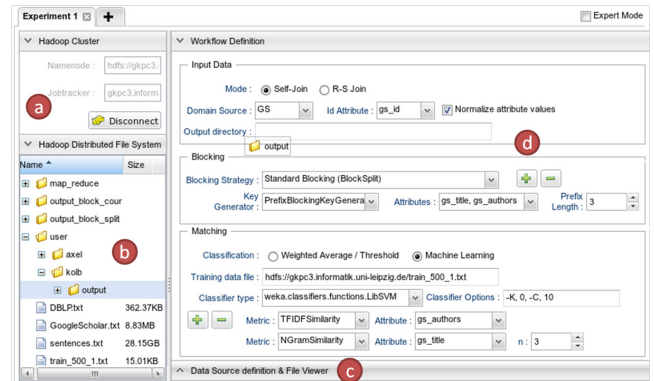 Experiment 1
Expert Mode
Hadoop Cluster
Namenode : hdfs://gkpc3.
Jobtracker : gkpc3.inform
a
Disconnect
Hadoop Distributed File System
Name Size
map_reduce
output_block_cour
output_block_split
user
axel
b
kolb
output
DBLP.txt 362.37KB
GoogleScholar.txt 8.83MB
sentences.txt 28.15GB
train_500_1.txt 15.01KB
Workflow Definition
Input Data
Mode : Self-Join R-S Join
Domain Source : GS Id Attribute : gs_id Normalize attribute values
Output directory :
output
d
Blocking
Blocking Strategy : Standard Blocking (BlockSplit)
Key Generator : PrefixBlockingKeyGenera Attributes : gs_title, gs_authors Prefix Length : 3
Matching
Classification : Weighted Average / Threshold Machine Learning
Training data file : hdfs://gkpc3.informatik.uni-leipzig.de/train_500_1.txt
Classifier type : weka.classifiers.functions.LibSVM Classifier Options : -K, 0, -C, 10
Metric : TFIDFSimilarity Attribute : gs_authors
Metric : NGramSimilarity Attribute : gs_title n : 3
Data Source definition & File Viewer
c